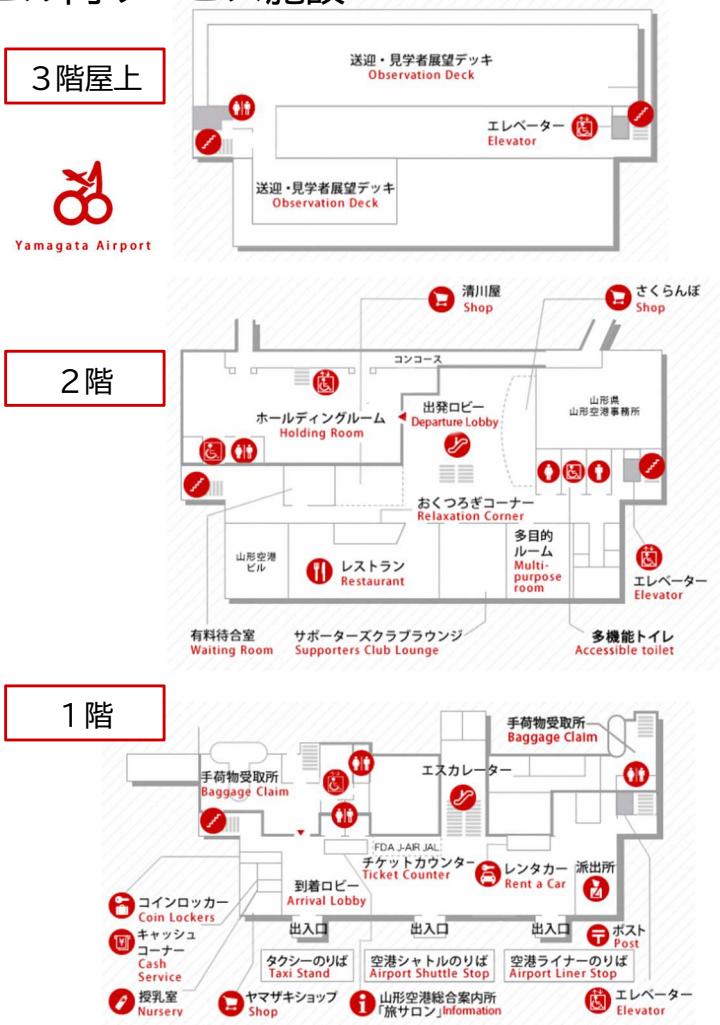 3階屋上
送迎・見学者展望デッキ
Observation Deck
エレベーター
Elevator
送迎・見学者展望デッキ
Observation Deck
Yamagata Airport
2階
清川屋
Shop
さくらんぼ
Shop
コンコース
ホールディングルーム
Holding Room
出発ロビー
Departure Lobby
山形県
山形空港事務所
おくつろぎコーナー
Relaxation Corner
山形空港
ビル
レストラン
Restaurant
多目的
ルーム
Multi-
purpose
room
エレベーター
Elevator
有料待合室
Waiting Room
サポーターズクラブラウンジ
Supporters Club Lounge
多機能トイレ
Accessible toilet
1階
手荷物受取所
Baggage Claim
手荷物受取所
Baggage Claim
エスカレーター
FDA J-AIR JAL
チケットカウンター
Ticket Counter
レンタカー
Rent a Car
派出所
到着ロビー
Arrival Lobby
コインロッカー
Coin Lockers
キャッシュ
コーナー
Cash
Service
授乳室
Nursery
出入口
出入口
出入口
ポスト
Post
タクシーのりば
Taxi Stand
空港シャトルのりば
Airport Shuttle Stop
空港ライナーのりば
Airport Liner Stop
ヤマザキショップ
Shop
山形空港総合案内所
「旅サロン」Information
エレベーター
Elevator